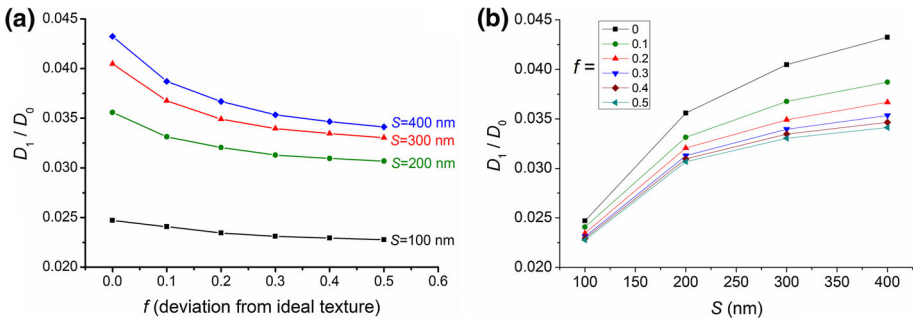 (a)
0.045
0.040
0.035
0.030
0.025
0.020
D₁ / D₀
S=400 nm
S=300 nm
S=200 nm
S=100 nm
0.0 0.1 0.2 0.3 0.4 0.5 0.6
f (deviation from ideal texture)
(b)
0.045
0.040
0.035
0.030
0.025
0.020
D₁ / D₀
f =
0
0.1
0.2
0.3
0.4
0.5
100 150 200 250 300 350 400
S (nm)